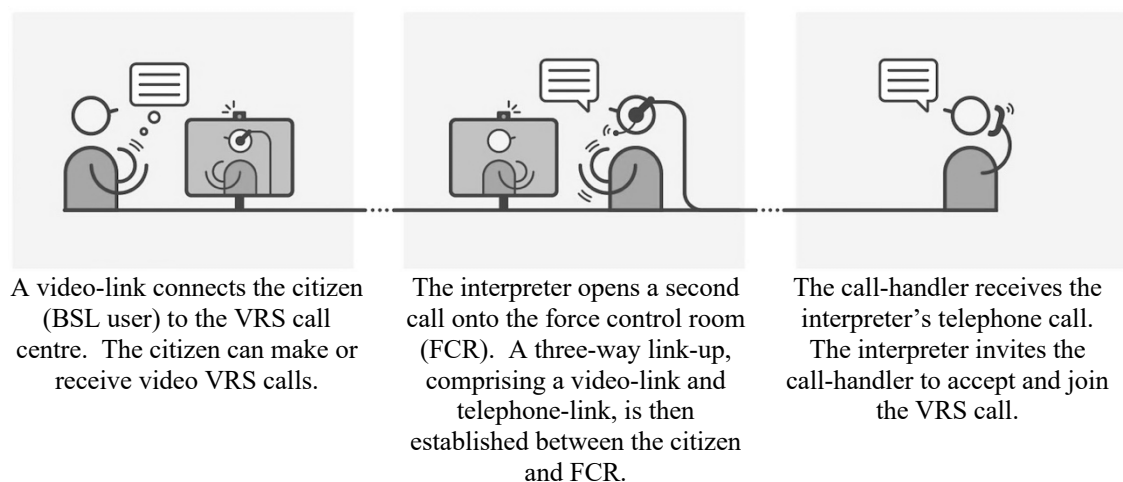 A video-link connects the citizen
(BSL user) to the VRS call
centre.  The citizen can make or
receive video VRS calls.
The interpreter opens a second
call onto the force control room
(FCR).  A three-way link-up,
comprising a video-link and
telephone-link, is then
established between the citizen
and FCR.
The call-handler receives the
interpreter’s telephone call.
The interpreter invites the
call-handler to accept and join
the VRS call.